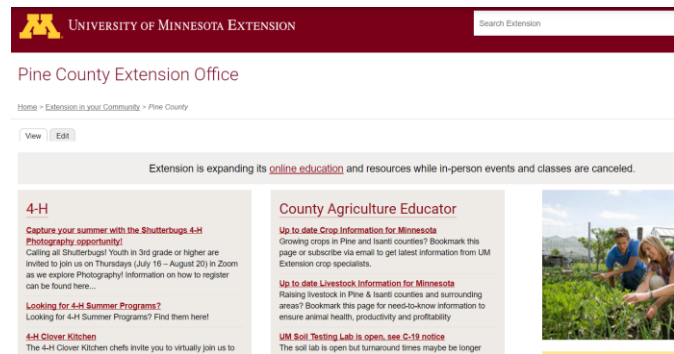 M UNIVERSITY OF MINNESOTA EXTENSION
Search Extension
Pine County Extension Office
Home > Extension in your Community > Pine County
View Edit
Extension is expanding its online education and resources while in-person events and classes are canceled.
4-H
Capture your summer with the Shutterbugs 4-H
Photography opportunity!
Calling all Shutterbugs! Youth in 3rd grade or higher are
invited to join us on Thursdays (July 16 – August 20) in Zoom
as we explore Photography! Information on how to register
can be found here...
Looking for 4-H Summer Programs?
Looking for 4-H Summer Programs? Find them here!
4-H Clover Kitchen
The 4-H Clover Kitchen chefs invite you to virtually join us to
County Agriculture Educator
Up to date Crop Information for Minnesota
Growing crops in Pine and Isanti counties? Bookmark this
page or subscribe via email to get latest information from UM
Extension crop specialists.
Up to date Livestock Information for Minnesota
Raising livestock in Pine & Isanti counties and surrounding
areas? Bookmark this page for need-to-know information to
ensure animal health, productivity and profitability
UM Soil Testing Lab is open, see C-19 notice
The soil lab is open but turnaround times maybe be longer